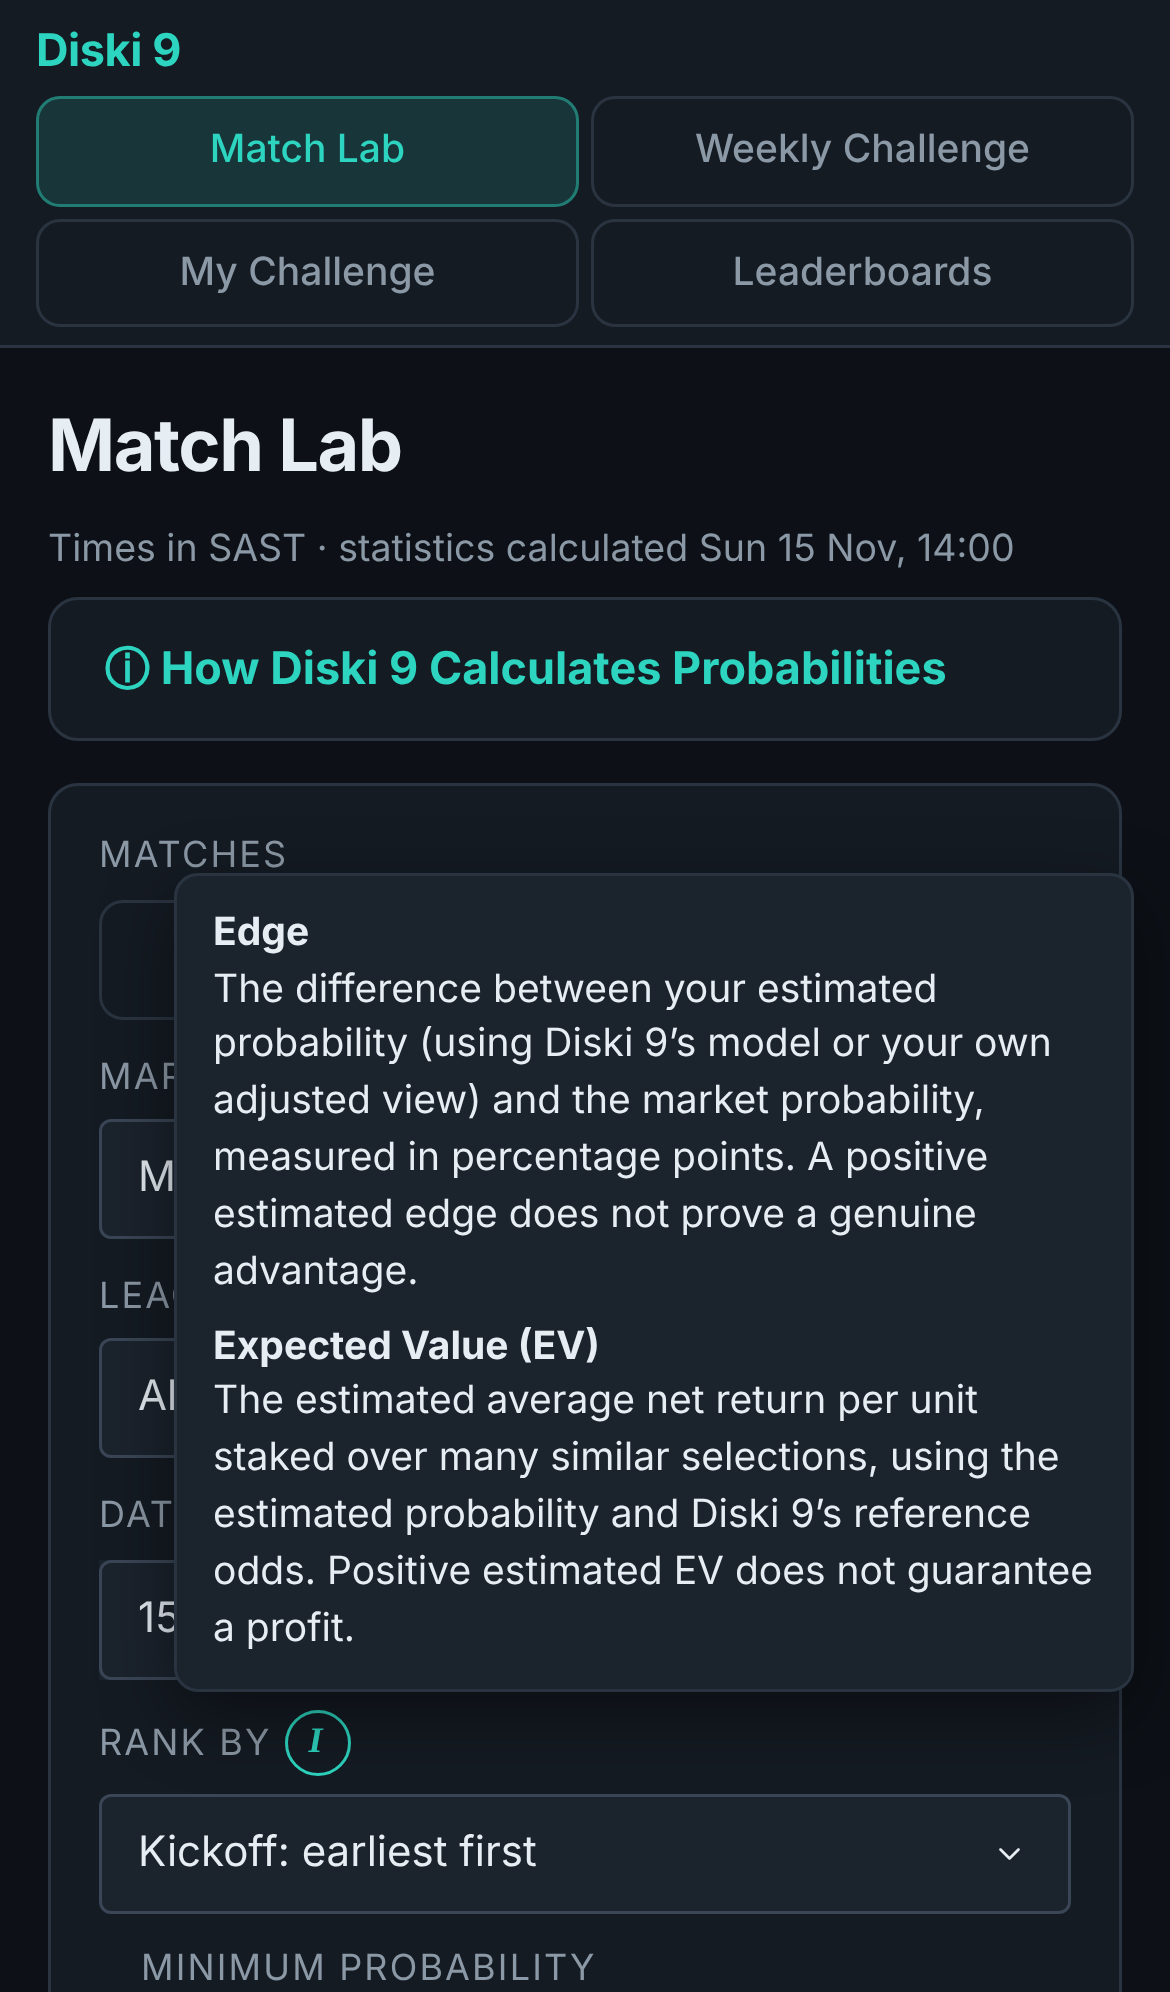 Diski 9
Match Lab
Weekly Challenge
My Challenge
Leaderboards
Match Lab
Times in SAST · statistics calculated Sun 15 Nov, 14:00
ⓘ How Diski 9 Calculates Probabilities
MATCHES
Edge
The difference between your estimated
probability (using Diski 9’s model or your own
adjusted view) and the market probability,
measured in percentage points. A positive
estimated edge does not prove a genuine
advantage.
Expected Value (EV)
The estimated average net return per unit
staked over many similar selections, using the
estimated probability and Diski 9’s reference
odds. Positive estimated EV does not guarantee
a profit.
15
RANK BY I
Kickoff: earliest first
MINIMUM PROBABILITY